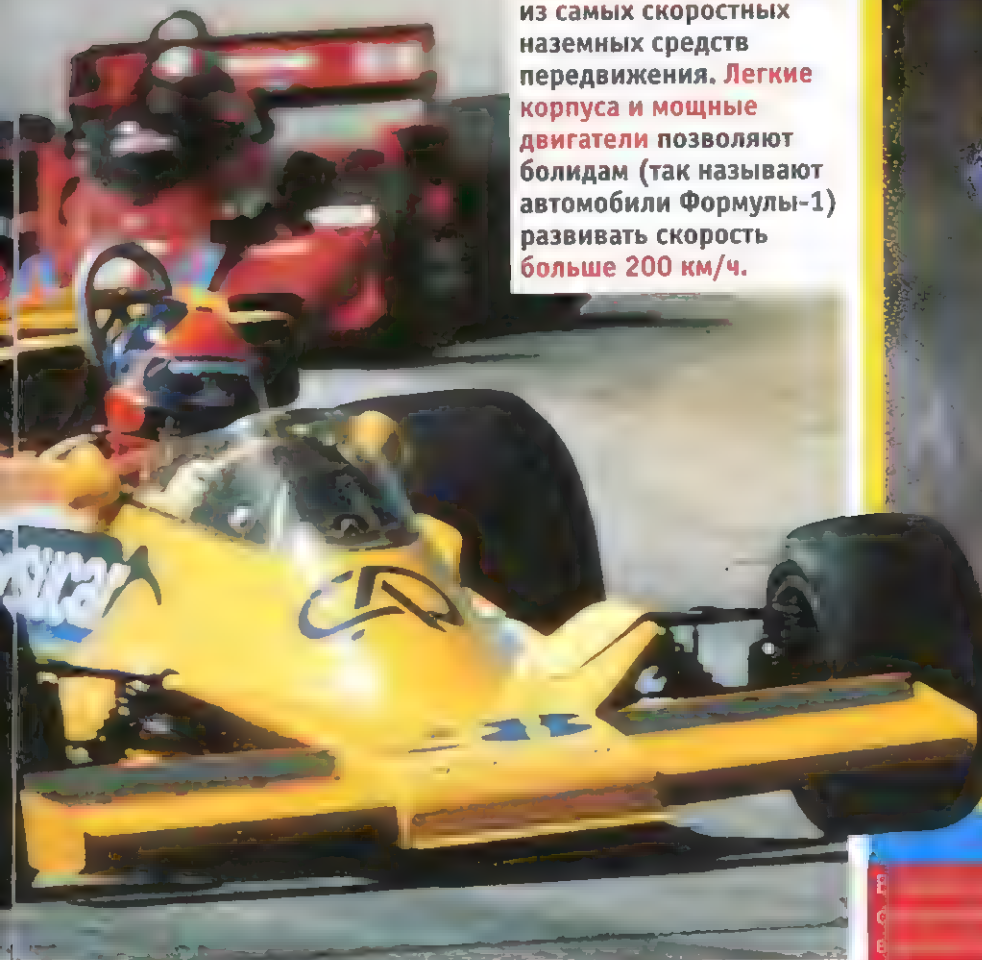 из самых скоростных
наземных средств
передвижения. Легкие
корпуса и мощные
двигатели позволяют
болидам (так называют
автомобили Формулы-1)
развивать скорость
больше 200 км/ч.